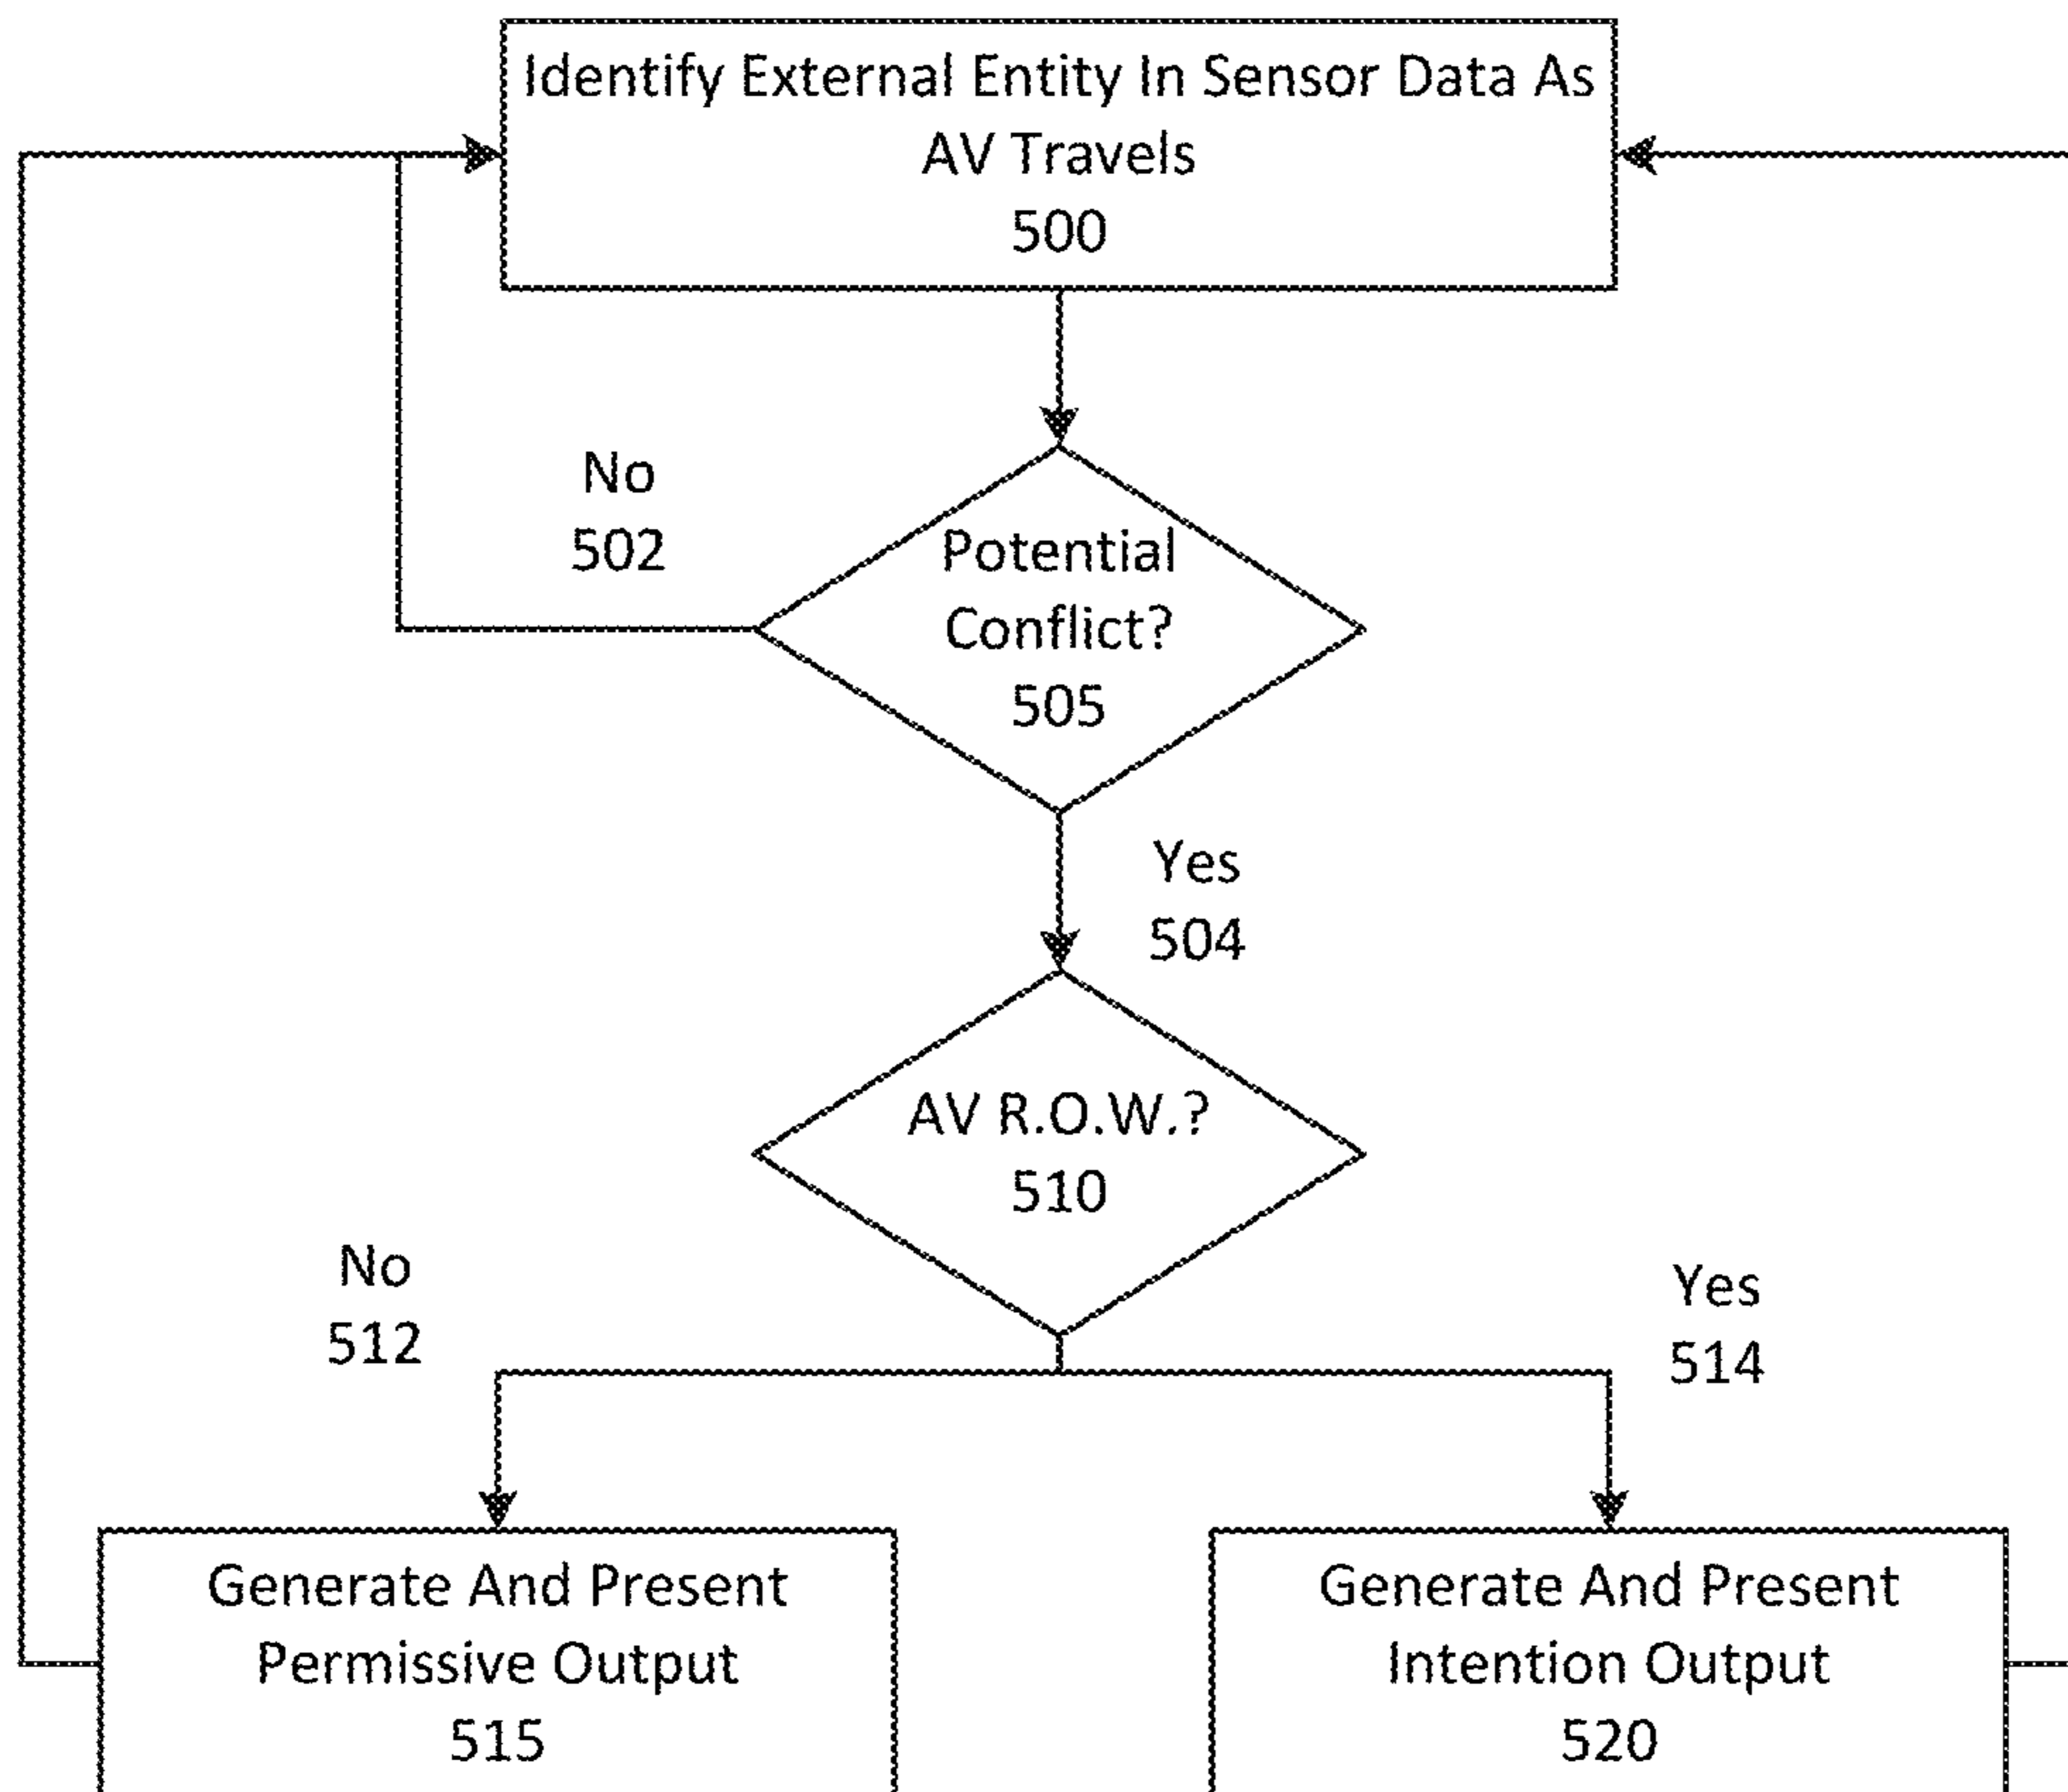 Identify External Entity In Sensor Data As
AV Travels
500
No
502
Potential
Conflict?
505
Yes
504
AV R.O.W.?
510
No
512
Yes
514
Generate And Present
Permissive Output
515
Generate And Present
Intention Output
520